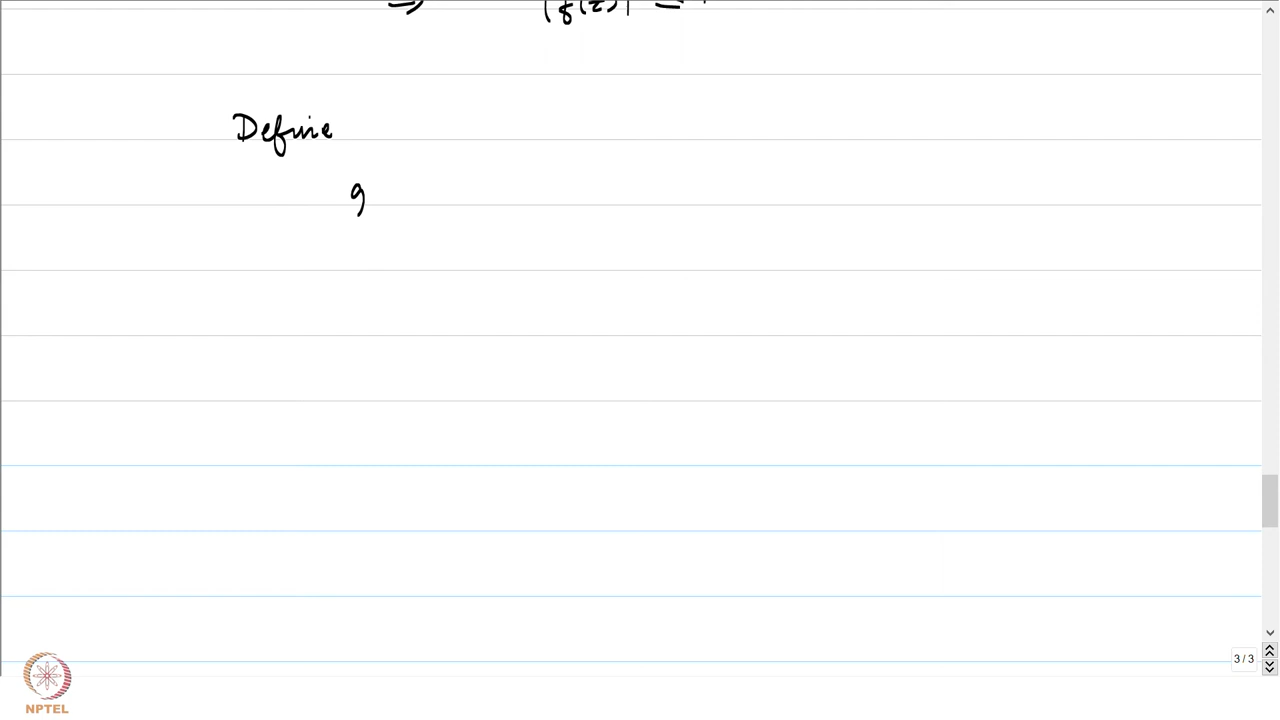 ⇒ |f(z)| =
Define
g
3 / 3
NPTEL